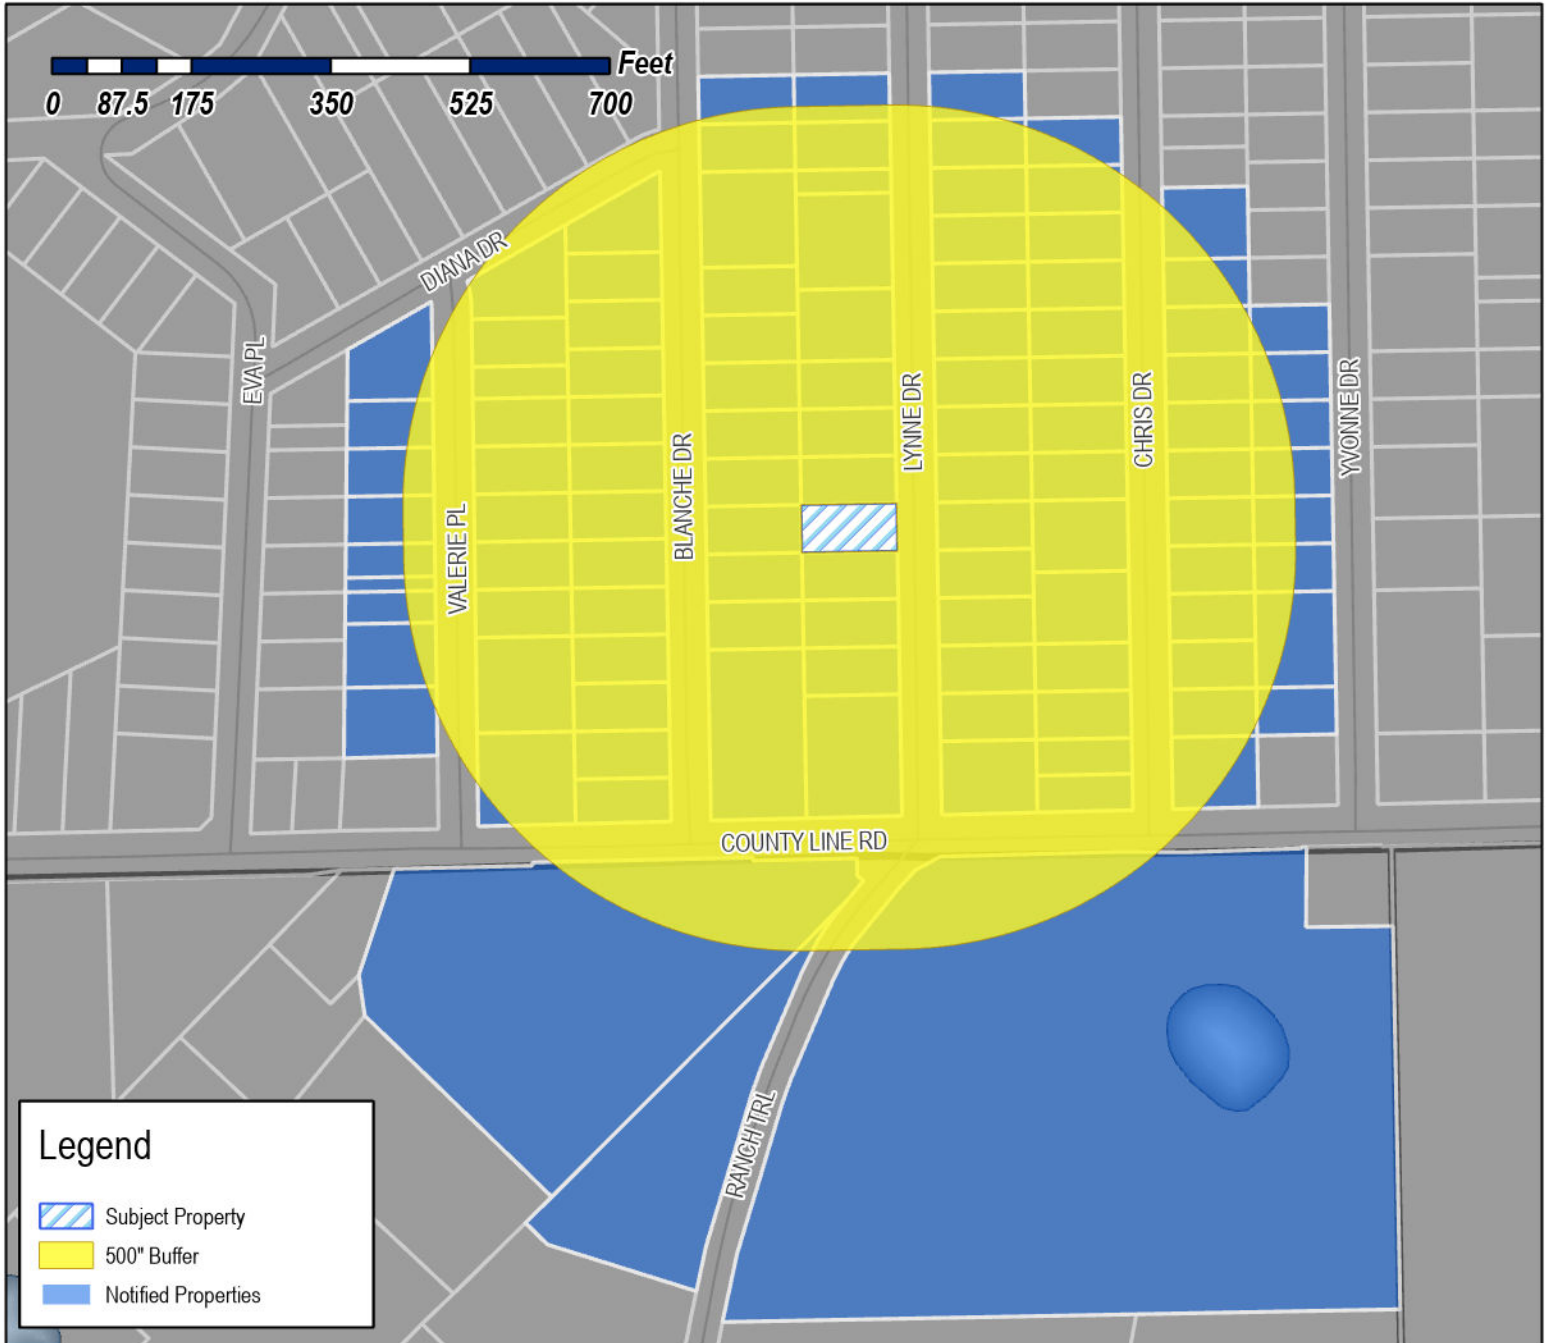 Feet
0 87.5 175 350 525 700
DIANA DR
EVA PL
VALERIE PL
BLANCHE DR
LYNNE DR
CHRIS DR
YVONNE DR
COUNTY LINE RD
RANCH TRL
Legend
Subject Property
500" Buffer
Notified Properties